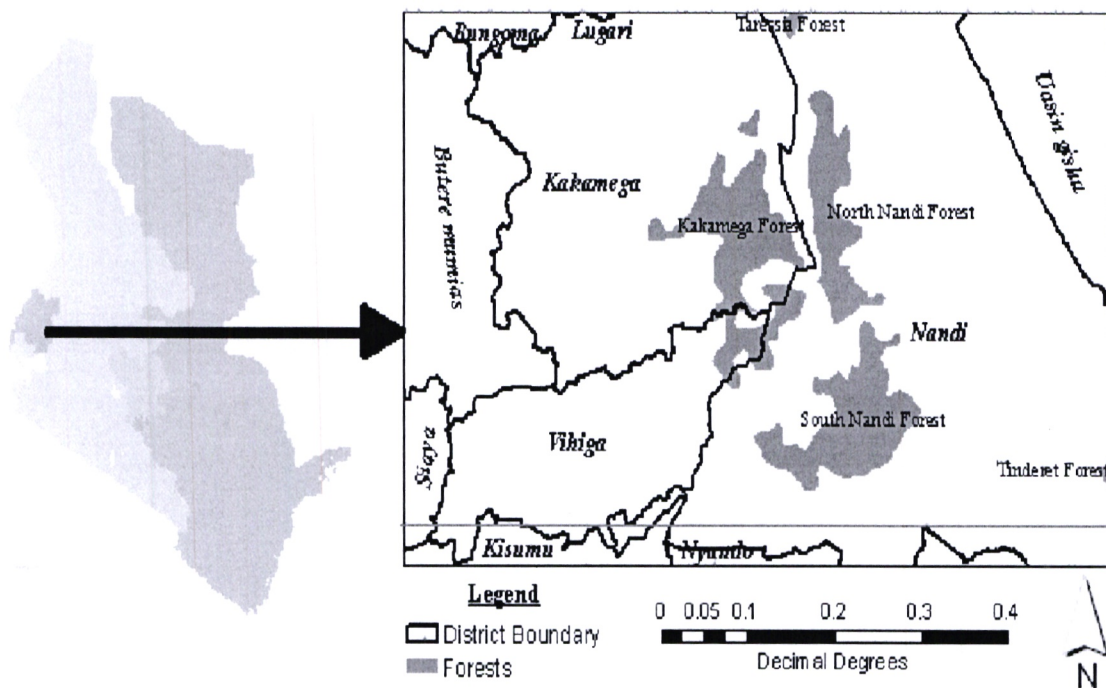 Bungoma
Lugari
Taressia Forest
Uasin gishu
Butere mumias
Kakamega
Kakamega Forest
North Nandi Forest
Nandi
South Nandi Forest
Vihiga
Siaya
Tinderet Forest
Kisumu
Nyando
Legend
District Boundary
Forests
0 0.05 0.1 0.2 0.3 0.4
Decimal Degrees
N